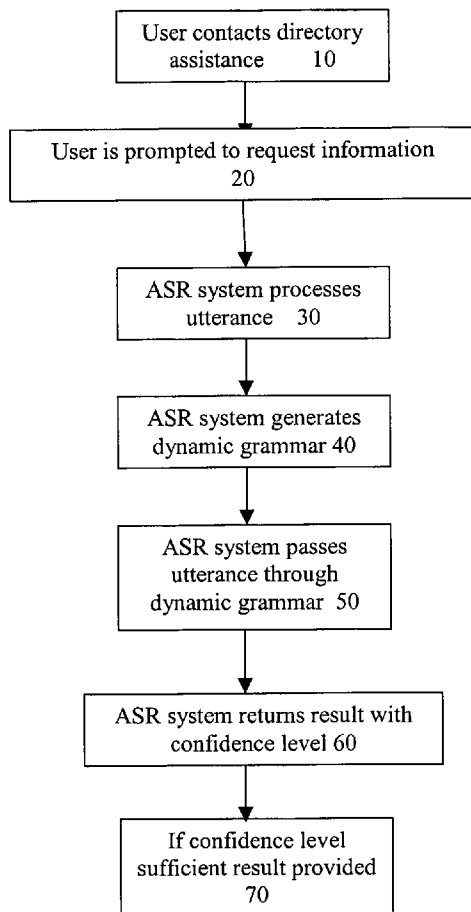 User contacts directory
assistance 10
User is prompted to request information
20
ASR system processes
utterance 30
ASR system generates
dynamic grammar 40
ASR system passes
utterance through
dynamic grammar 50
ASR system returns result with
confidence level 60
If confidence level
sufficient result provided
70